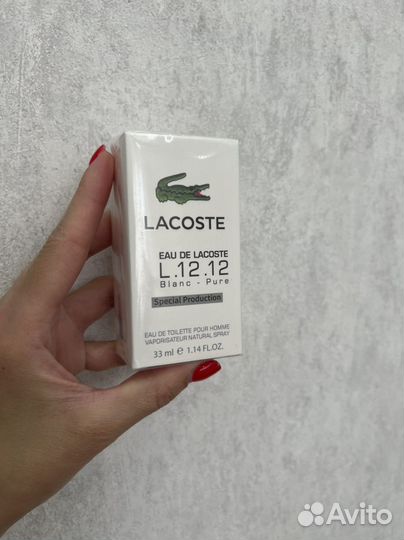 LACOSTE
EAU DE LACOSTE
L.12.12
Blanc - Pure
Special Production
EAU DE TOILETTE POUR HOMME
VAPORISATEUR NATURAL SPRAY
33 ml e 1.14 FL.OZ.
Avito